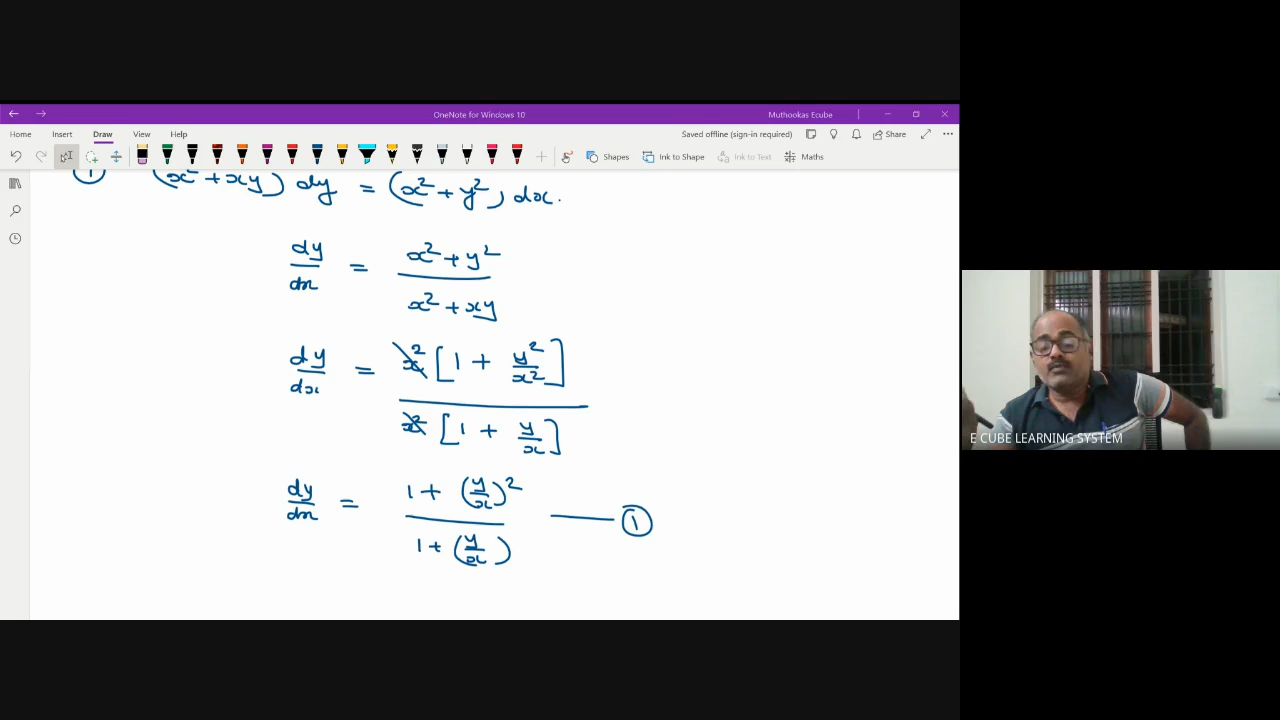 OneNote for Windows 10
Muthookas Ecube
Home Insert Draw View Help
Saved offline (sign-in required) Share
Shapes Ink to Shape Ink to Text Maths
① (x² + xy) dy = (x² + y²) dx.
dy/dx = x² + y² / x² + xy
dy/dx = x² [1 + y²/x²] / x² [1 + y/x]
dy/dx = 1 + (y/x)² / 1 + (y/x) —— ①
E CUBE LEARNING SYSTEM